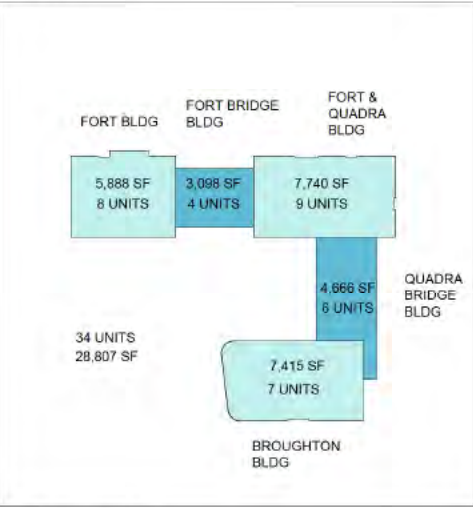 FORT BLDG
FORT BRIDGE
BLDG
FORT &
QUADRA
BLDG
5,888 SF
8 UNITS
3,098 SF
4 UNITS
7,740 SF
9 UNITS
4,666 SF
6 UNITS
QUADRA
BRIDGE
BLDG
34 UNITS
28,807 SF
7,415 SF
7 UNITS
BROUGHTON
BLDG